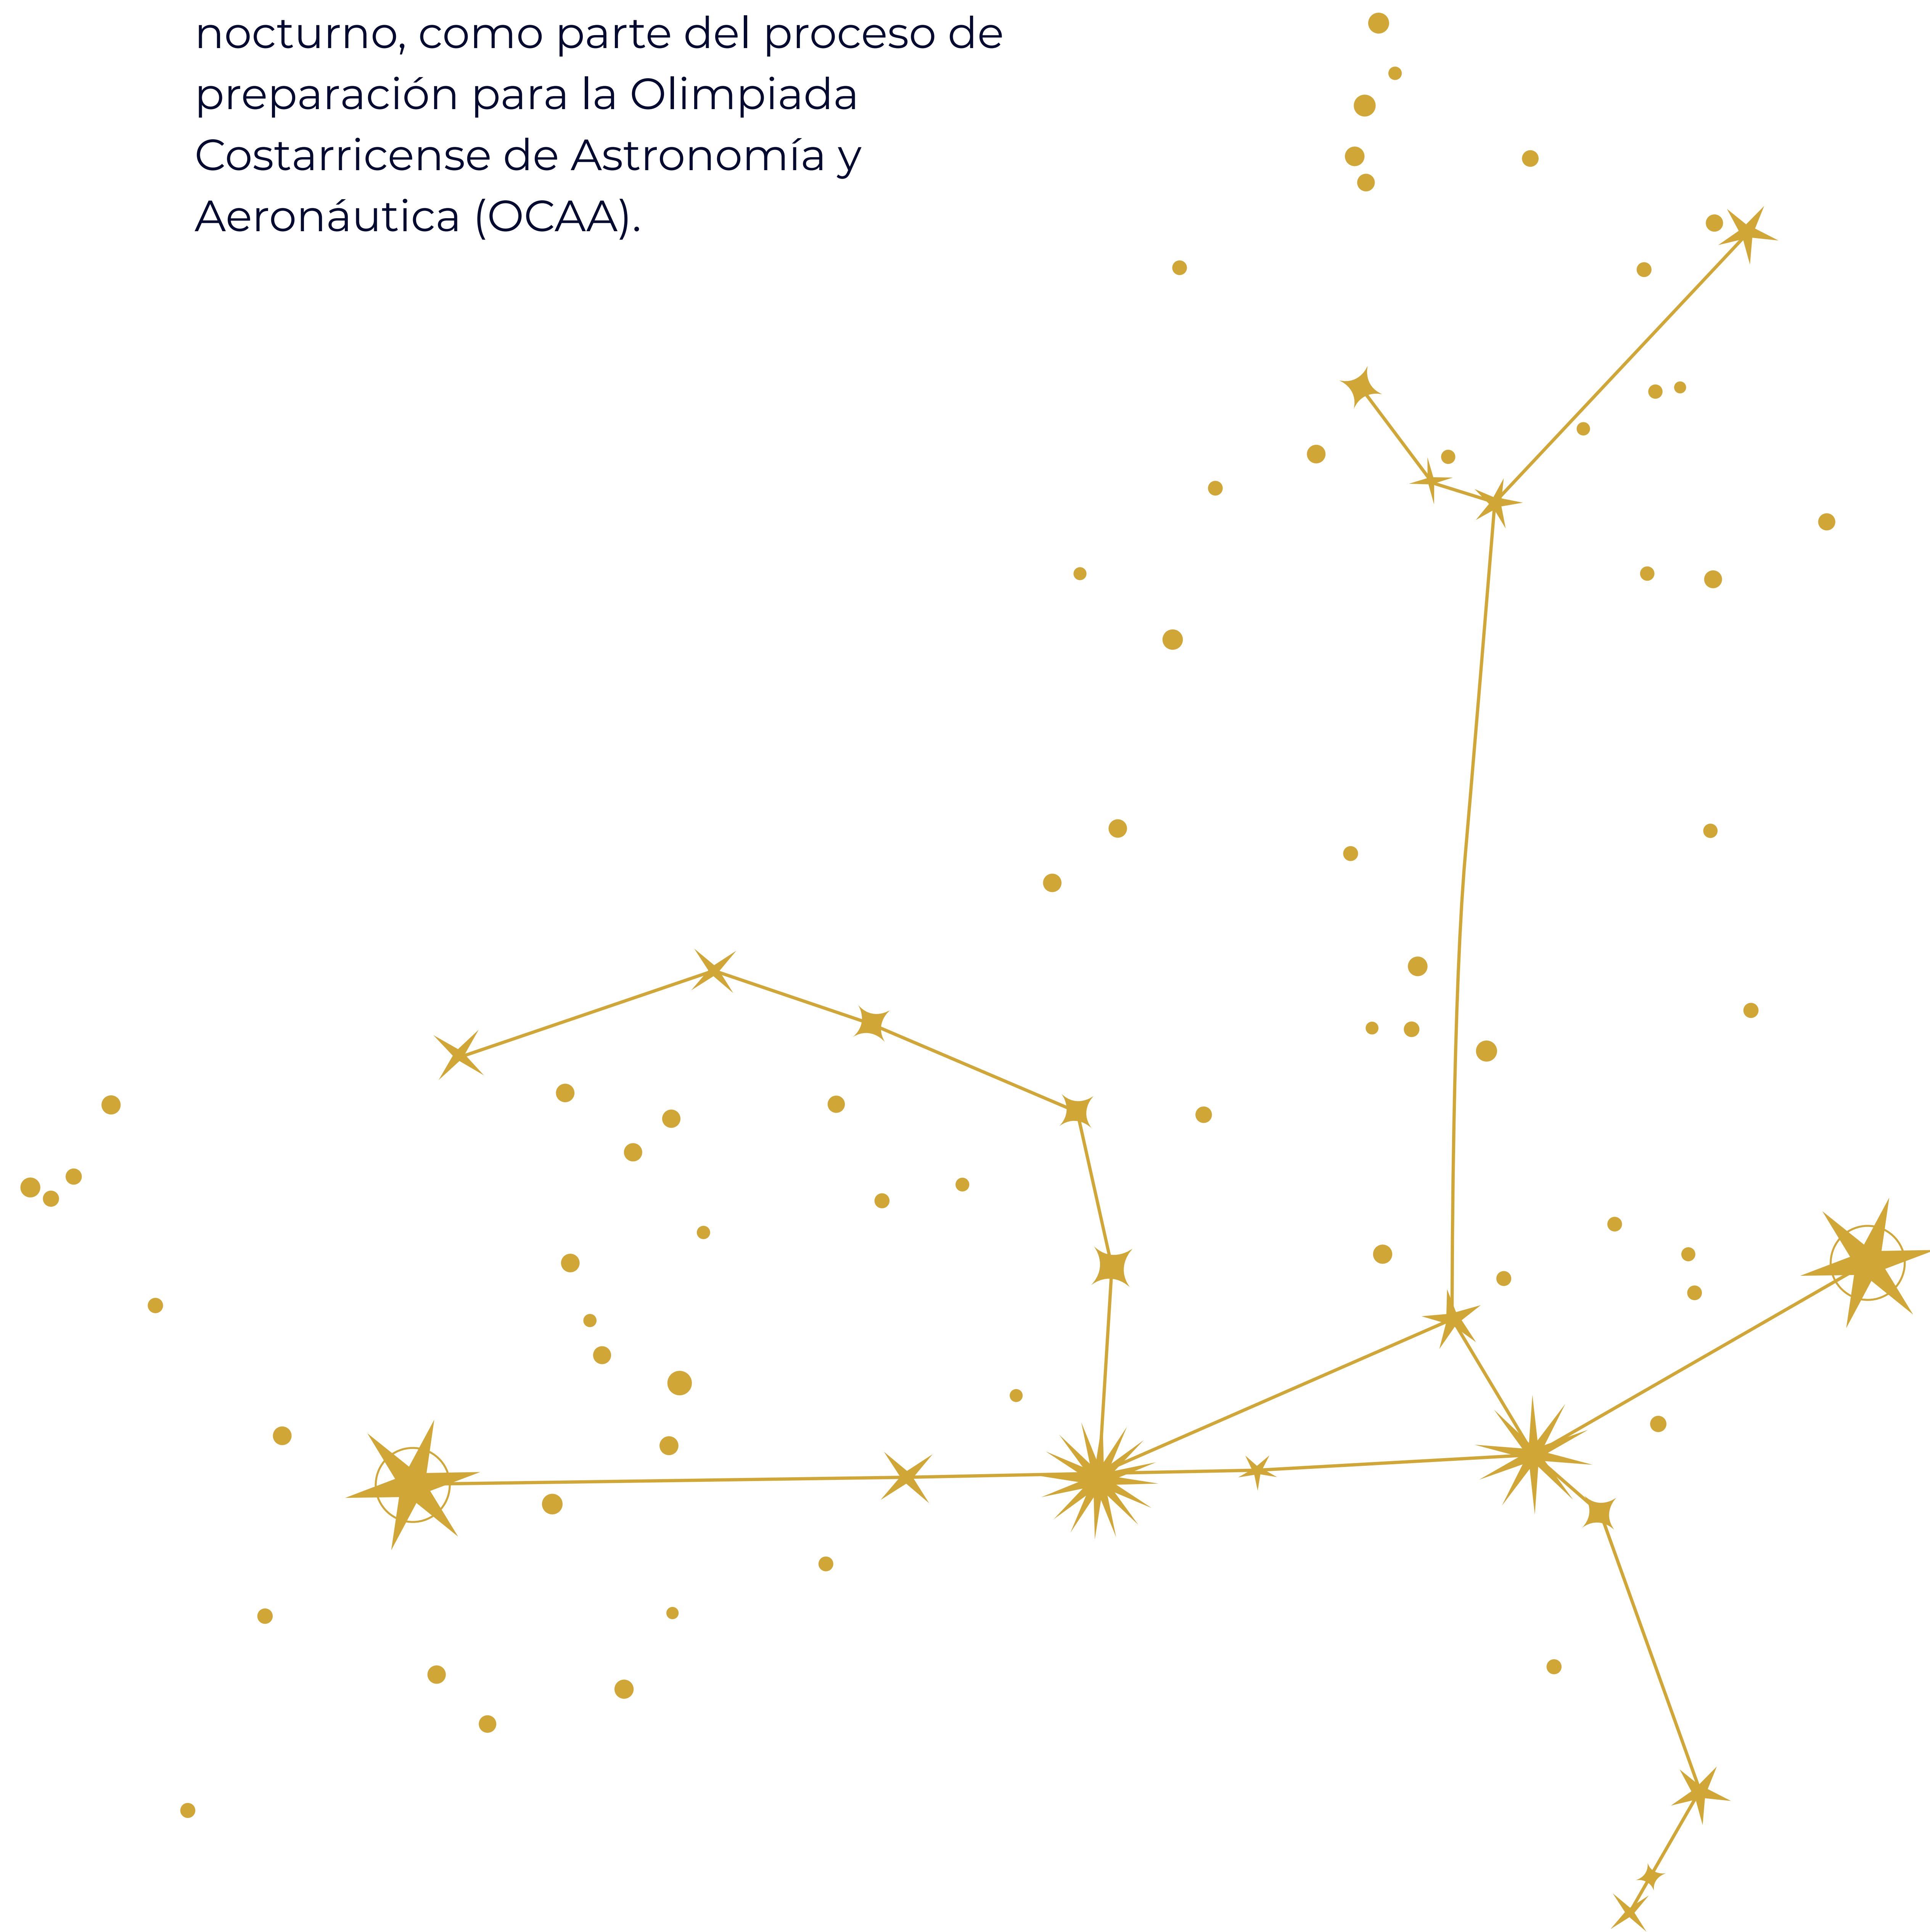 nocturno, como parte del proceso de
preparación para la Olimpiada
Costarricense de Astronomía y
Aeronáutica (OCAA).